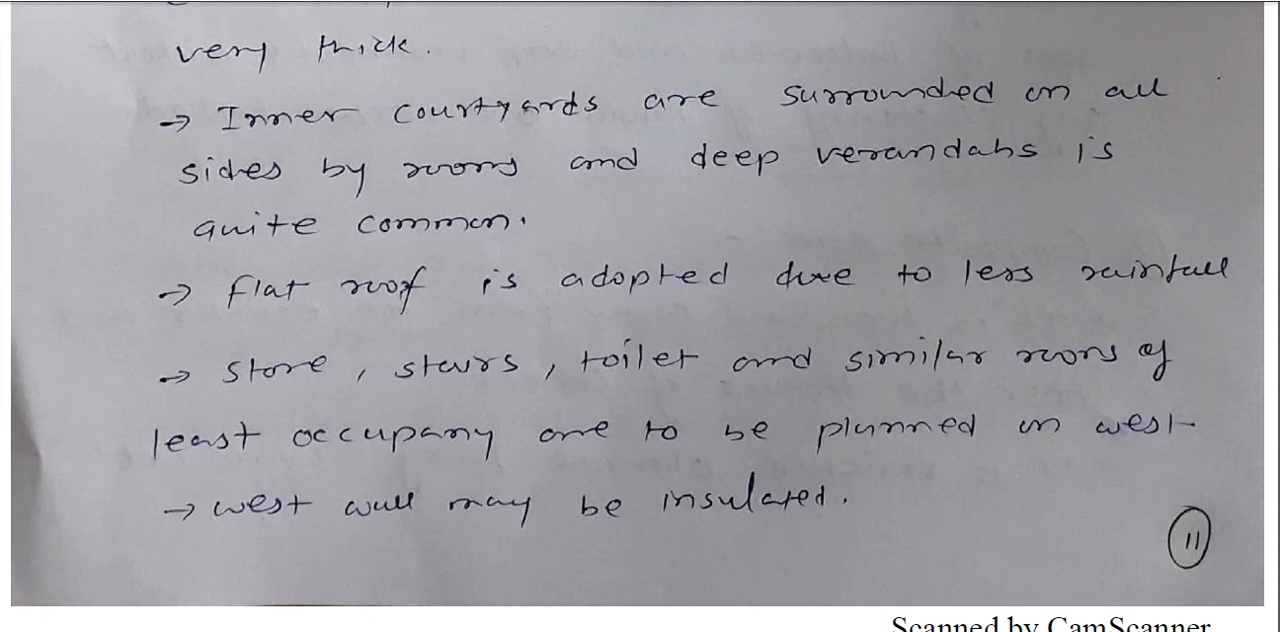 very thick.
→ Inner courtyards are surrounded on all
sides by rooms and deep verandahs is
quite common.
→ flat roof is adopted due to less rainfall
→ store, stairs, toilet and similar rooms of
least occupany are to be planned on west
→ west wall may be insulated.
11
Scanned by CamScanner